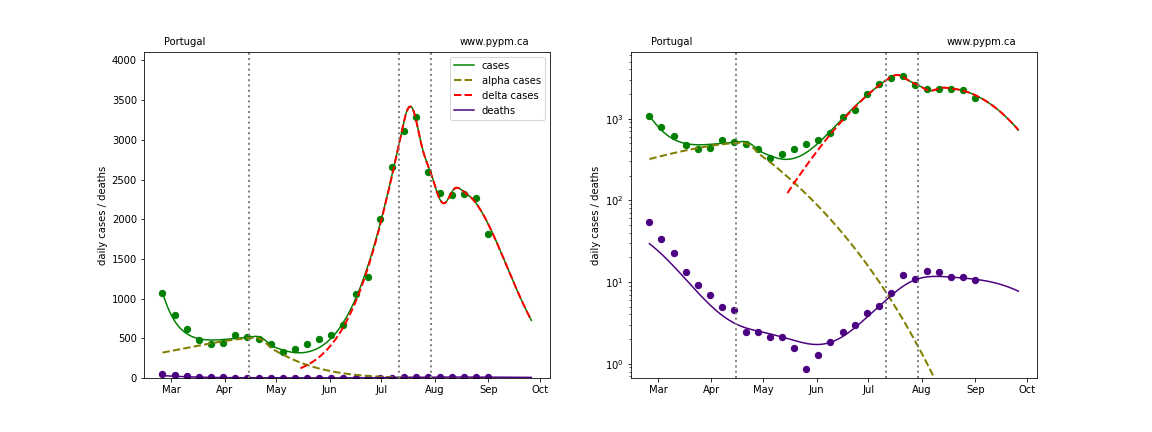 Portugal www.pypm.ca
4000
3500
3000
2500
2000
1500
1000
500
0
daily cases / deaths
cases
alpha cases
delta cases
deaths
Mar Apr May Jun Jul Aug Sep Oct
Portugal www.pypm.ca
10³
10²
10¹
10⁰
daily cases / deaths
Mar Apr May Jun Jul Aug Sep Oct